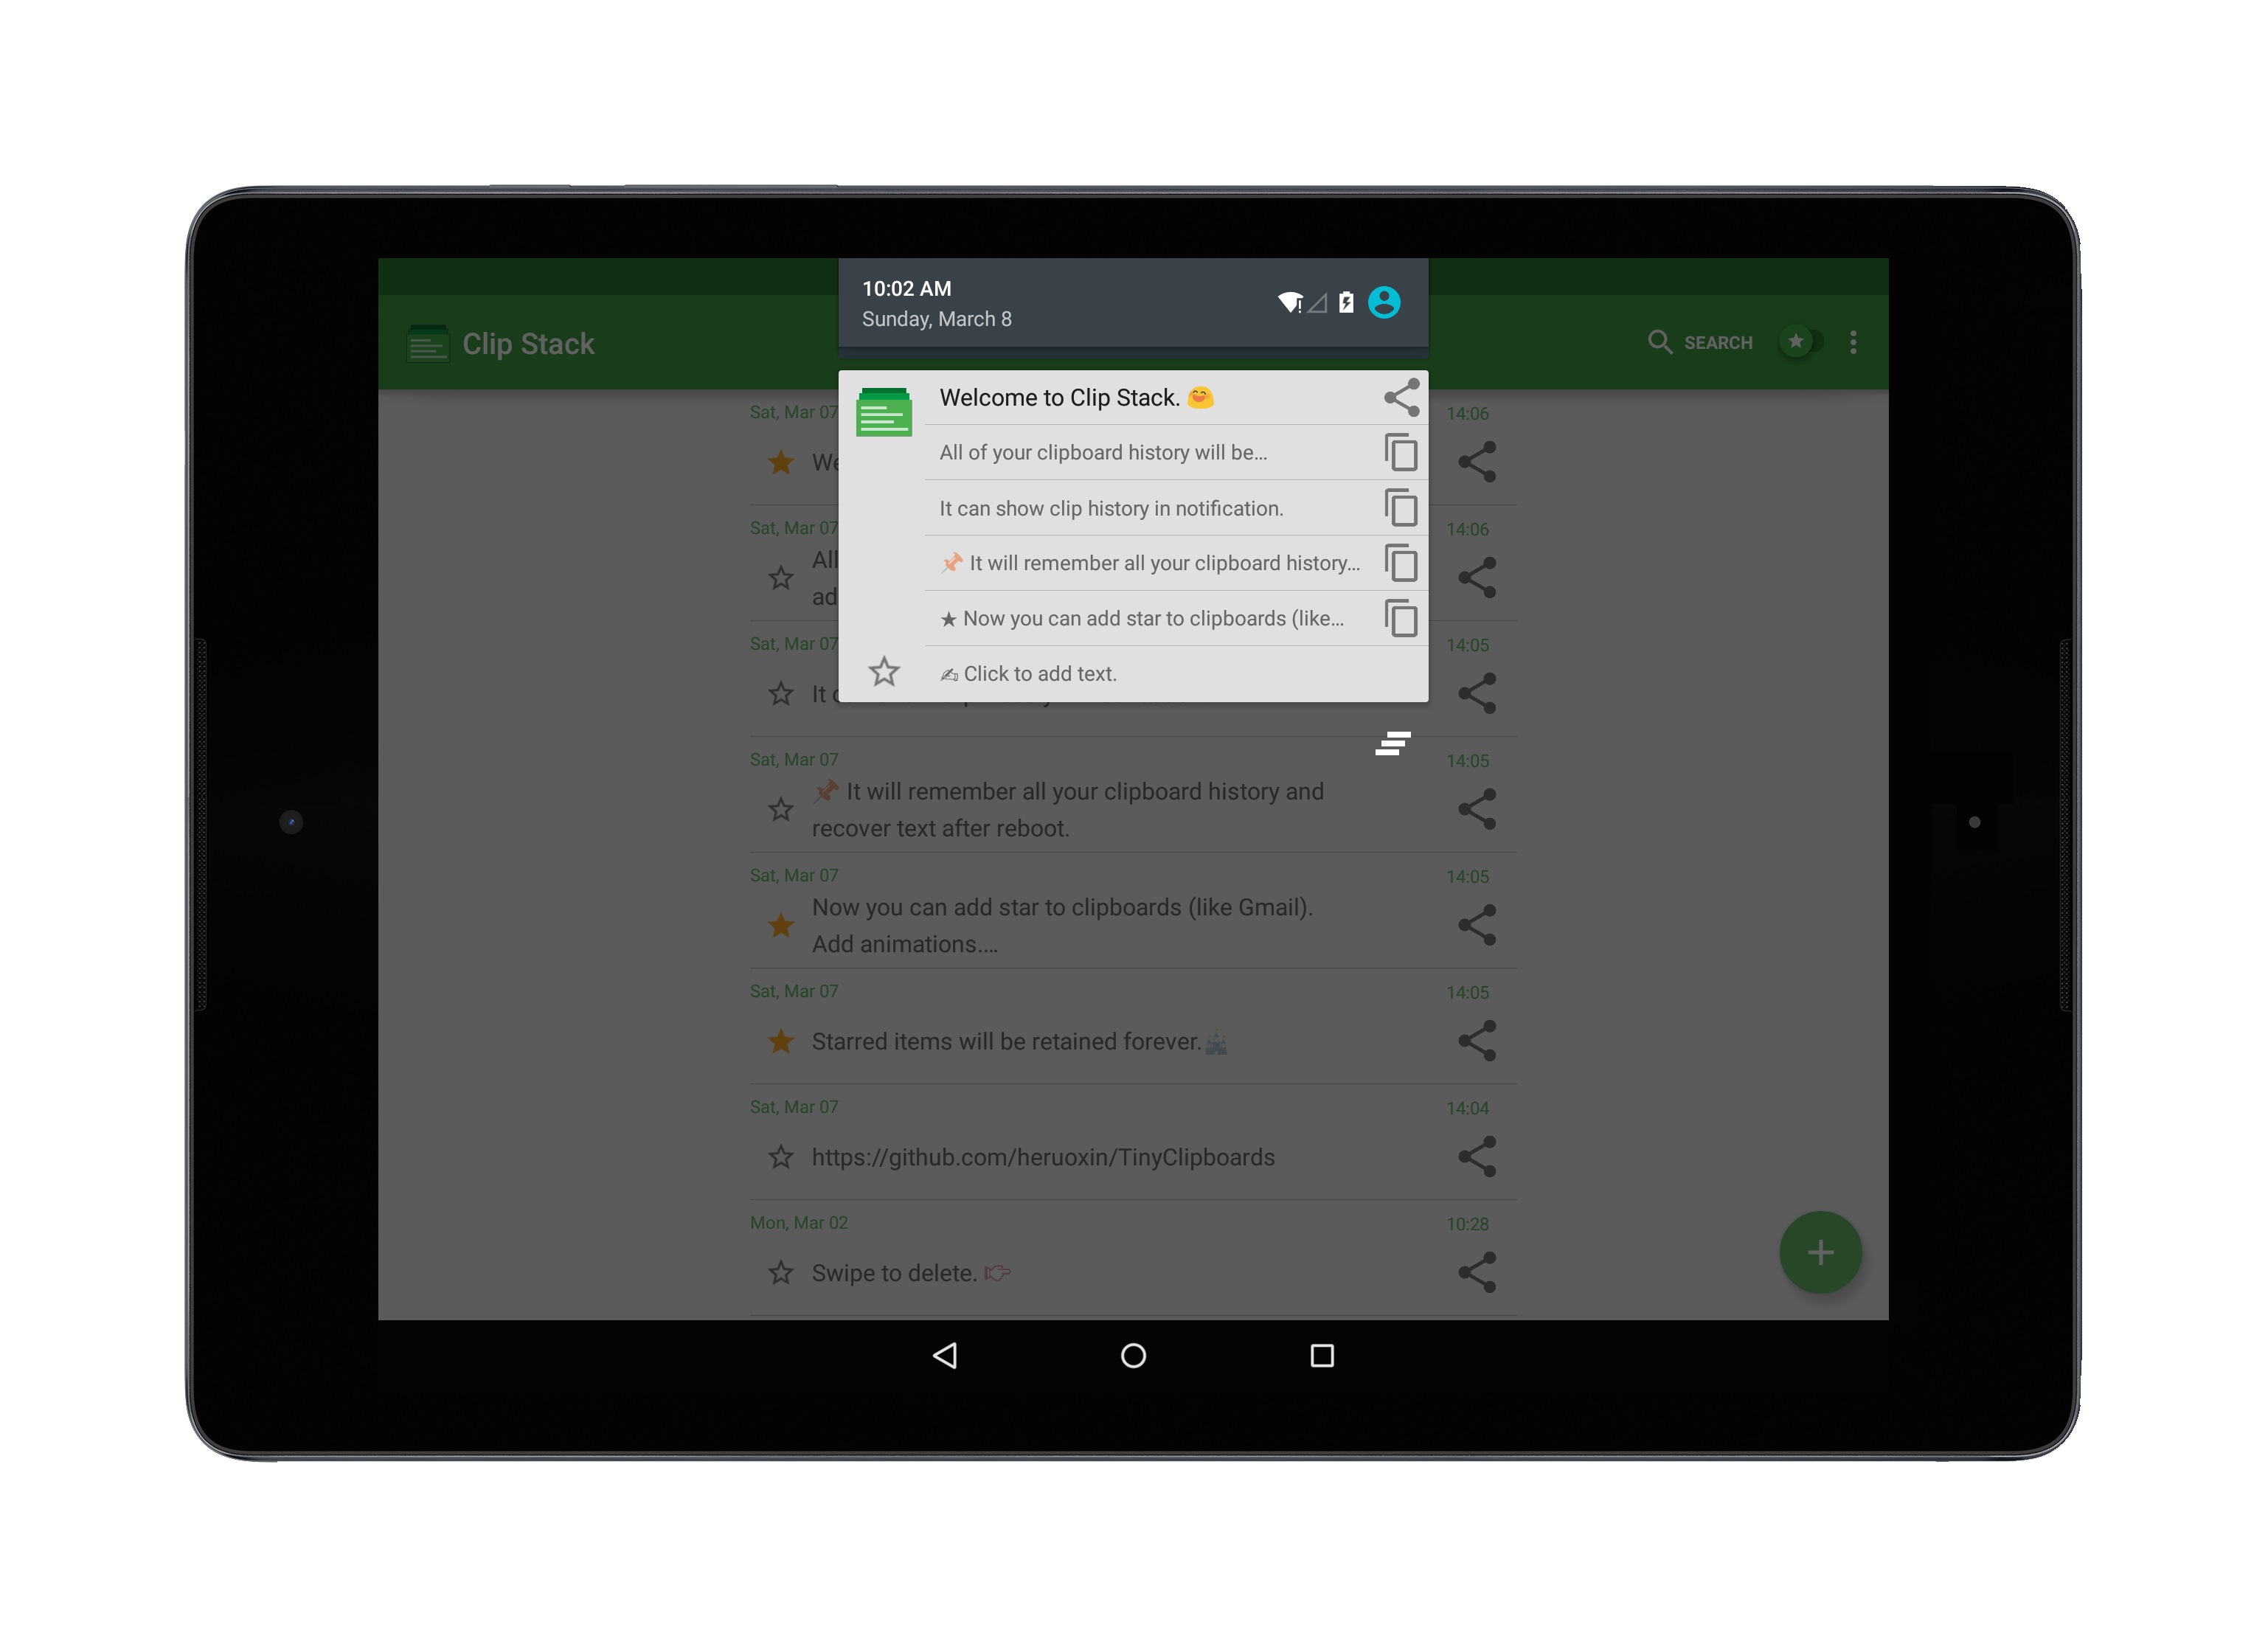 10:02 AM
Sunday, March 8
Clip Stack
SEARCH
Welcome to Clip Stack. 😄
All of your clipboard history will be…
It can show clip history in notification.
📌 It will remember all your clipboard history…
★ Now you can add star to clipboards (like…
✍ Click to add text.
Sat, Mar 07 14:06
We
Sat, Mar 07 14:06
All
ad
Sat, Mar 07 14:05
It
Sat, Mar 07 14:05
📌 It will remember all your clipboard history and
recover text after reboot.
Sat, Mar 07 14:05
Now you can add star to clipboards (like Gmail).
Add animations.…
Sat, Mar 07 14:05
Starred items will be retained forever.
Sat, Mar 07 14:04
https://github.com/heruoxin/TinyClipboards
Mon, Mar 02 10:28
Swipe to delete. 👉